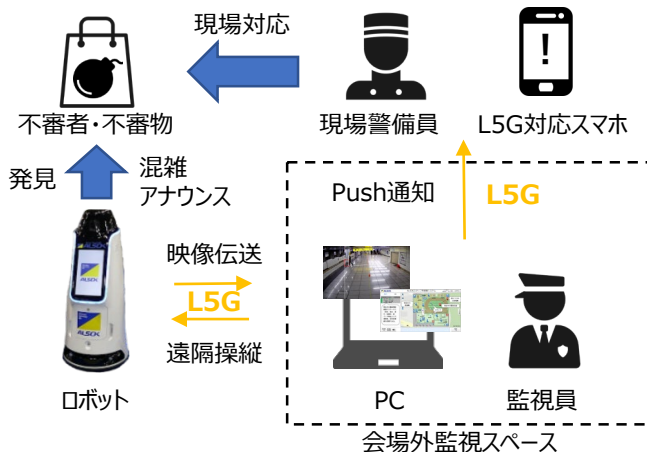 現場対応
!
不審者・不審物
現場警備員
L5G対応スマホ
発見
混雑
アナウンス
Push通知
L5G
ALSOK
映像伝送
L5G
遠隔操縦
ロボット
PC
監視員
会場外監視スペース